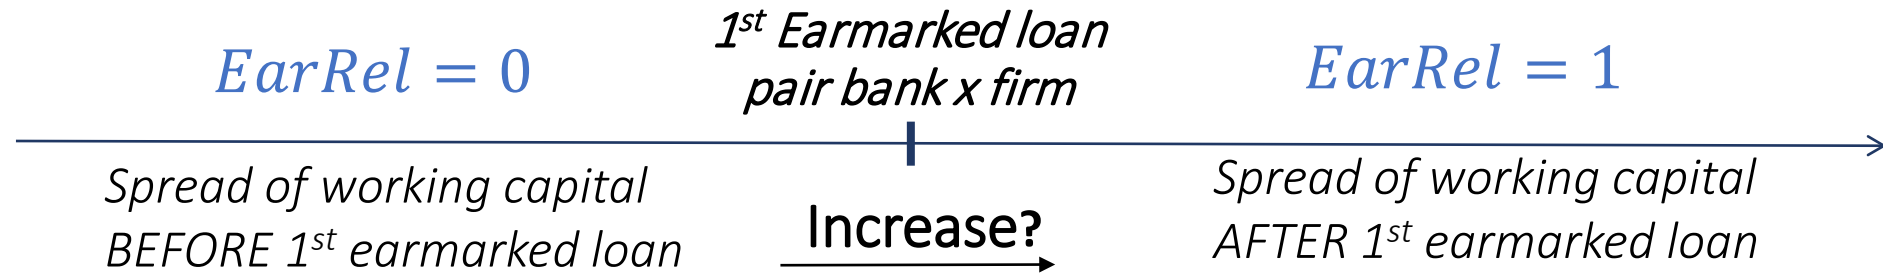 EarRel = 0
1st Earmarked loan
pair bank x firm
EarRel = 1
Spread of working capital
BEFORE 1st earmarked loan
Increase?
Spread of working capital
AFTER 1st earmarked loan